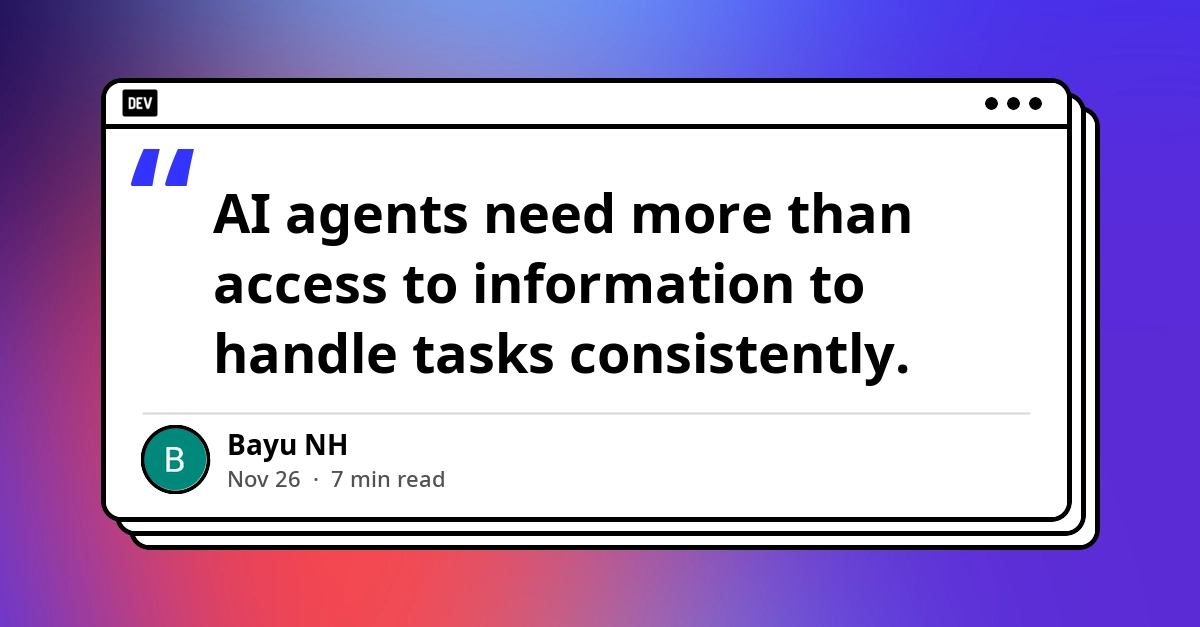 DEV
“
AI agents need more than
access to information to
handle tasks consistently.
B
Bayu NH
Nov 26 · 7 min read